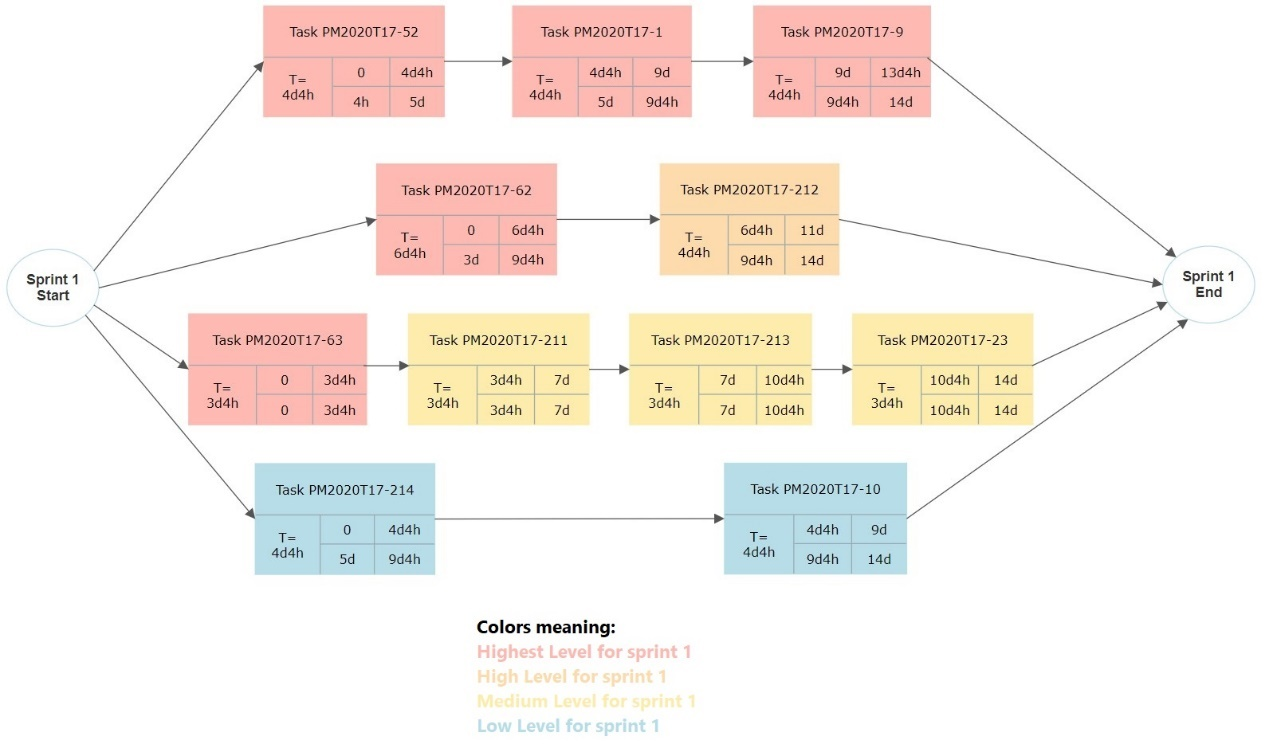 Task PM2020T17-52
T=
4d4h
0
4d4h
4h
5d
Task PM2020T17-1
T=
4d4h
4d4h
9d
5d
9d4h
Task PM2020T17-9
T=
4d4h
9d
13d4h
9d4h
14d
Task PM2020T17-62
T=
6d4h
0
6d4h
3d
9d4h
Task PM2020T17-212
T=
4d4h
6d4h
11d
9d4h
14d
Sprint 1
Start
Sprint 1
End
Task PM2020T17-63
T=
3d4h
0
3d4h
0
3d4h
Task PM2020T17-211
T=
3d4h
3d4h
7d
3d4h
7d
Task PM2020T17-213
T=
3d4h
7d
10d4h
7d
10d4h
Task PM2020T17-23
T=
3d4h
10d4h
14d
10d4h
14d
Task PM2020T17-214
T=
4d4h
0
4d4h
5d
9d4h
Task PM2020T17-10
T=
4d4h
4d4h
9d
9d4h
14d
Colors meaning:
Highest Level for sprint 1
High Level for sprint 1
Medium Level for sprint 1
Low Level for sprint 1